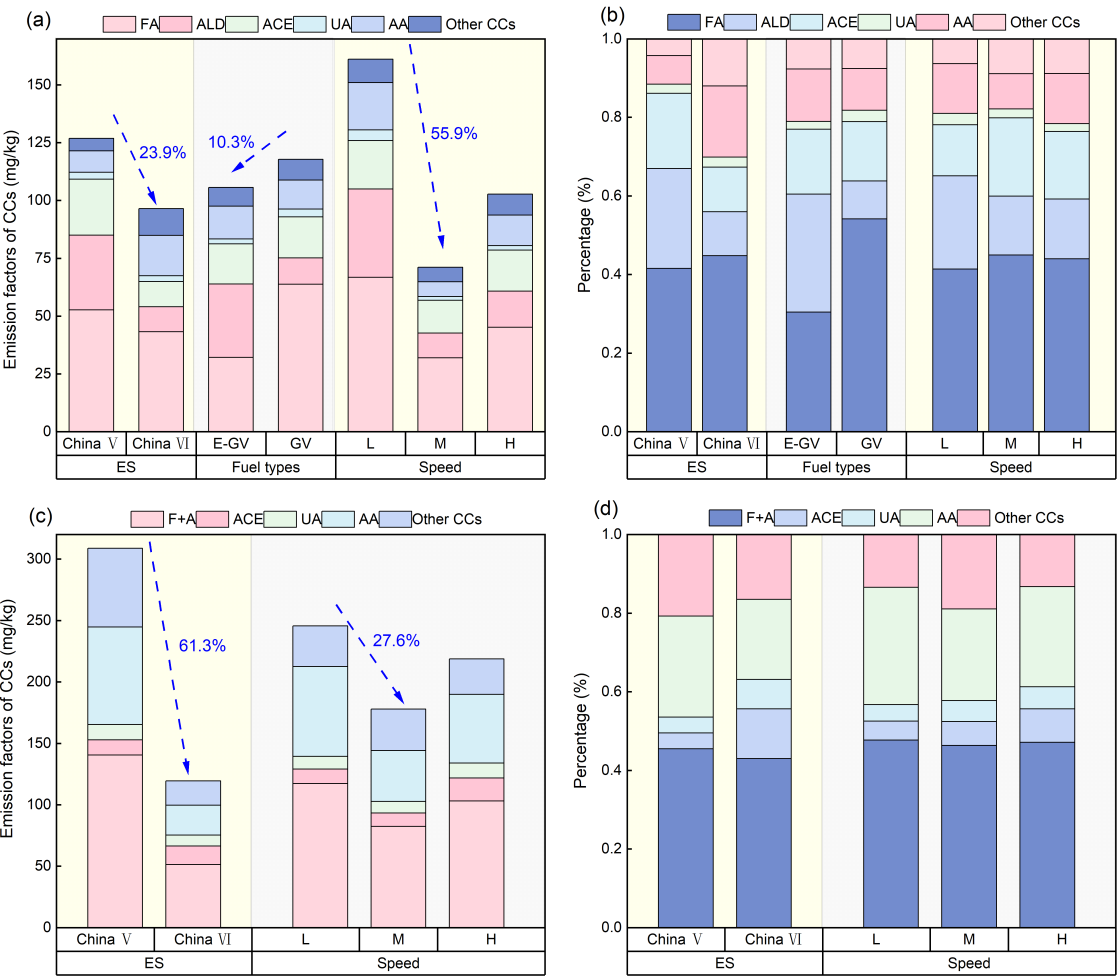 (a)
FA ALD ACE UA AA Other CCs
Emission factors of CCs (mg/kg)
150
125
100
75
50
25
0
23.9%
10.3%
55.9%
China Ⅴ China Ⅵ E-GV GV L M H
ES Fuel types Speed
(b)
FA ALD ACE UA AA Other CCs
Percentage (%)
1.0
0.8
0.6
0.4
0.2
0.0
China Ⅴ China Ⅵ E-GV GV L M H
ES Fuel types Speed
(c)
F+A ACE UA AA Other CCs
Emission factors of CCs (mg/kg)
300
250
200
150
100
50
0
61.3%
27.6%
China Ⅴ China Ⅵ L M H
ES Speed
(d)
F+A ACE UA AA Other CCs
Percentage (%)
1.0
0.8
0.6
0.4
0.2
0.0
China Ⅴ China Ⅵ L M H
ES Speed